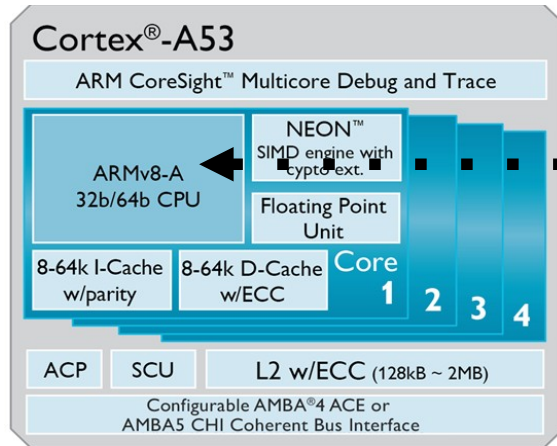 Cortex®-A53
ARM CoreSight™ Multicore Debug and Trace
ARMv8-A
32b/64b CPU
NEON™
SIMD engine with
cypto ext.
Floating Point
Unit
8-64k I-Cache
w/parity
8-64k D-Cache
w/ECC
Core
1
2
3
4
ACP
SCU
L2 w/ECC (128kB ~ 2MB)
Configurable AMBA®4 ACE or
AMBA5 CHI Coherent Bus Interface